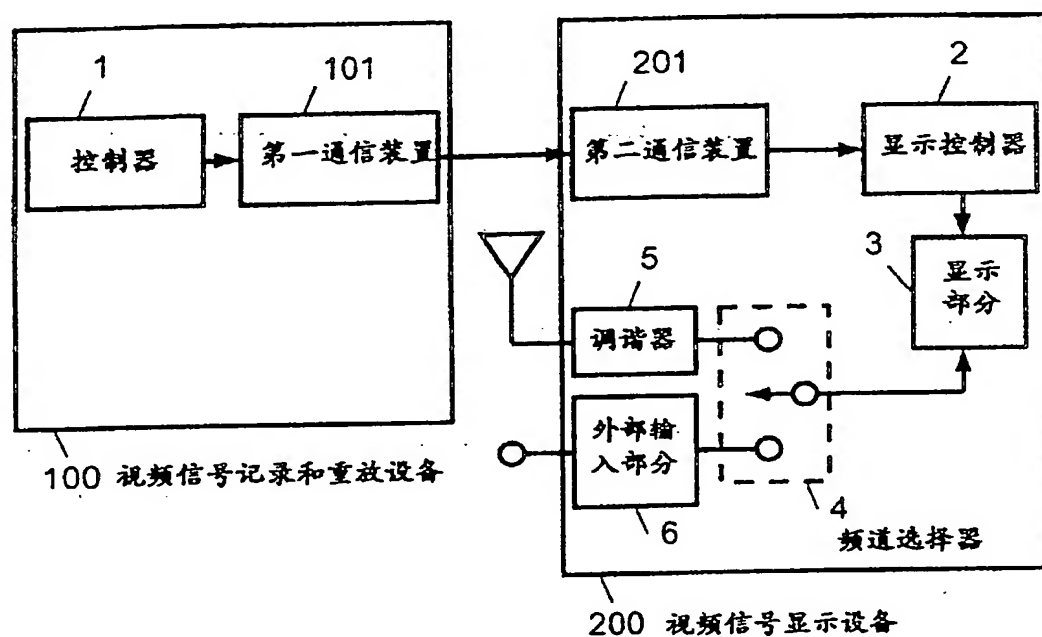 1
101
控制器
第一通信装置
201
2
第二通信装置
显示控制器
3
显示
部分
5
调谐器
外部输
入部分
6
4
频道选择器
100 视频信号记录和重放设备
200 视频信号显示设备